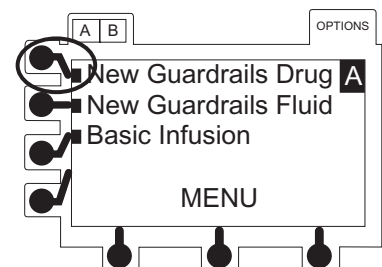 A B OPTIONS
New Guardrails Drug A
New Guardrails Fluid
Basic Infusion
MENU